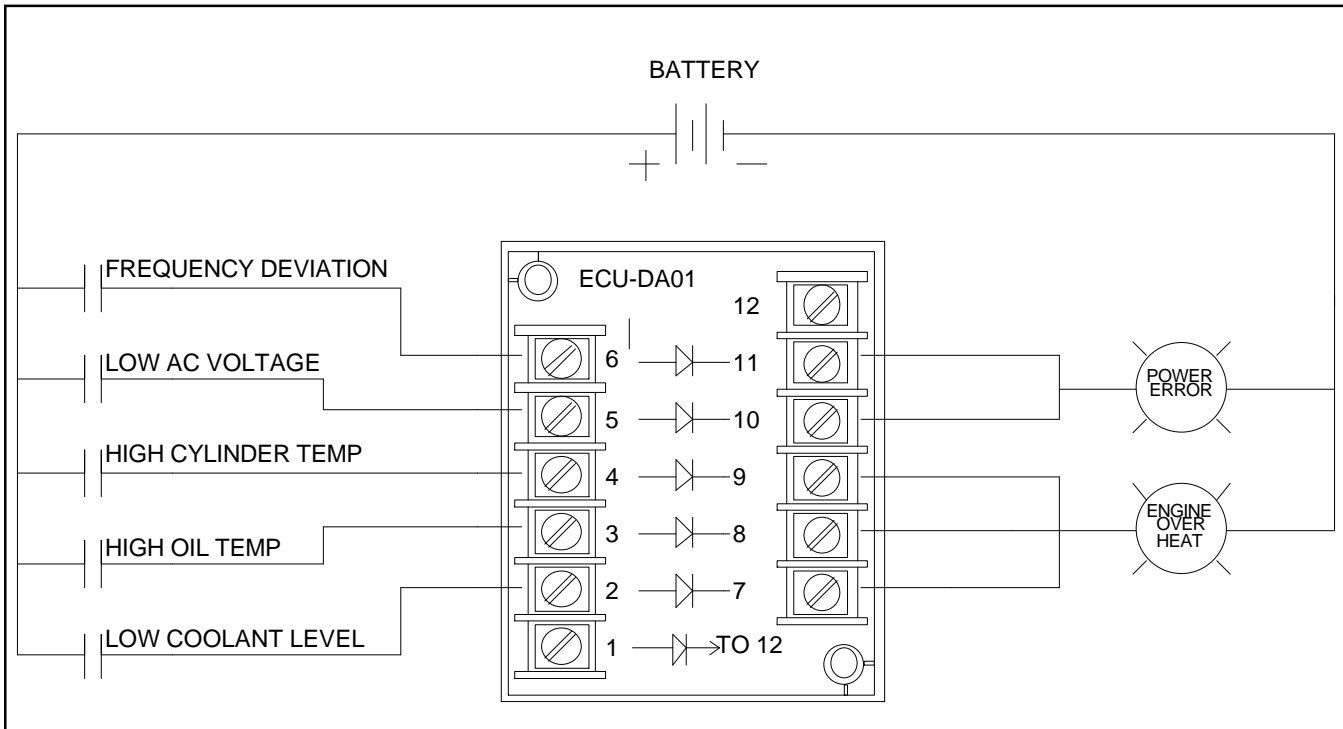 BATTERY
+ −
FREQUENCY DEVIATION
ECU-DA01
12
LOW AC VOLTAGE
6 11
POWER
ERROR
5 10
HIGH CYLINDER TEMP
4 9
ENGINE
OVER
HEAT
HIGH OIL TEMP
3 8
2 7
LOW COOLANT LEVEL
1 TO 12